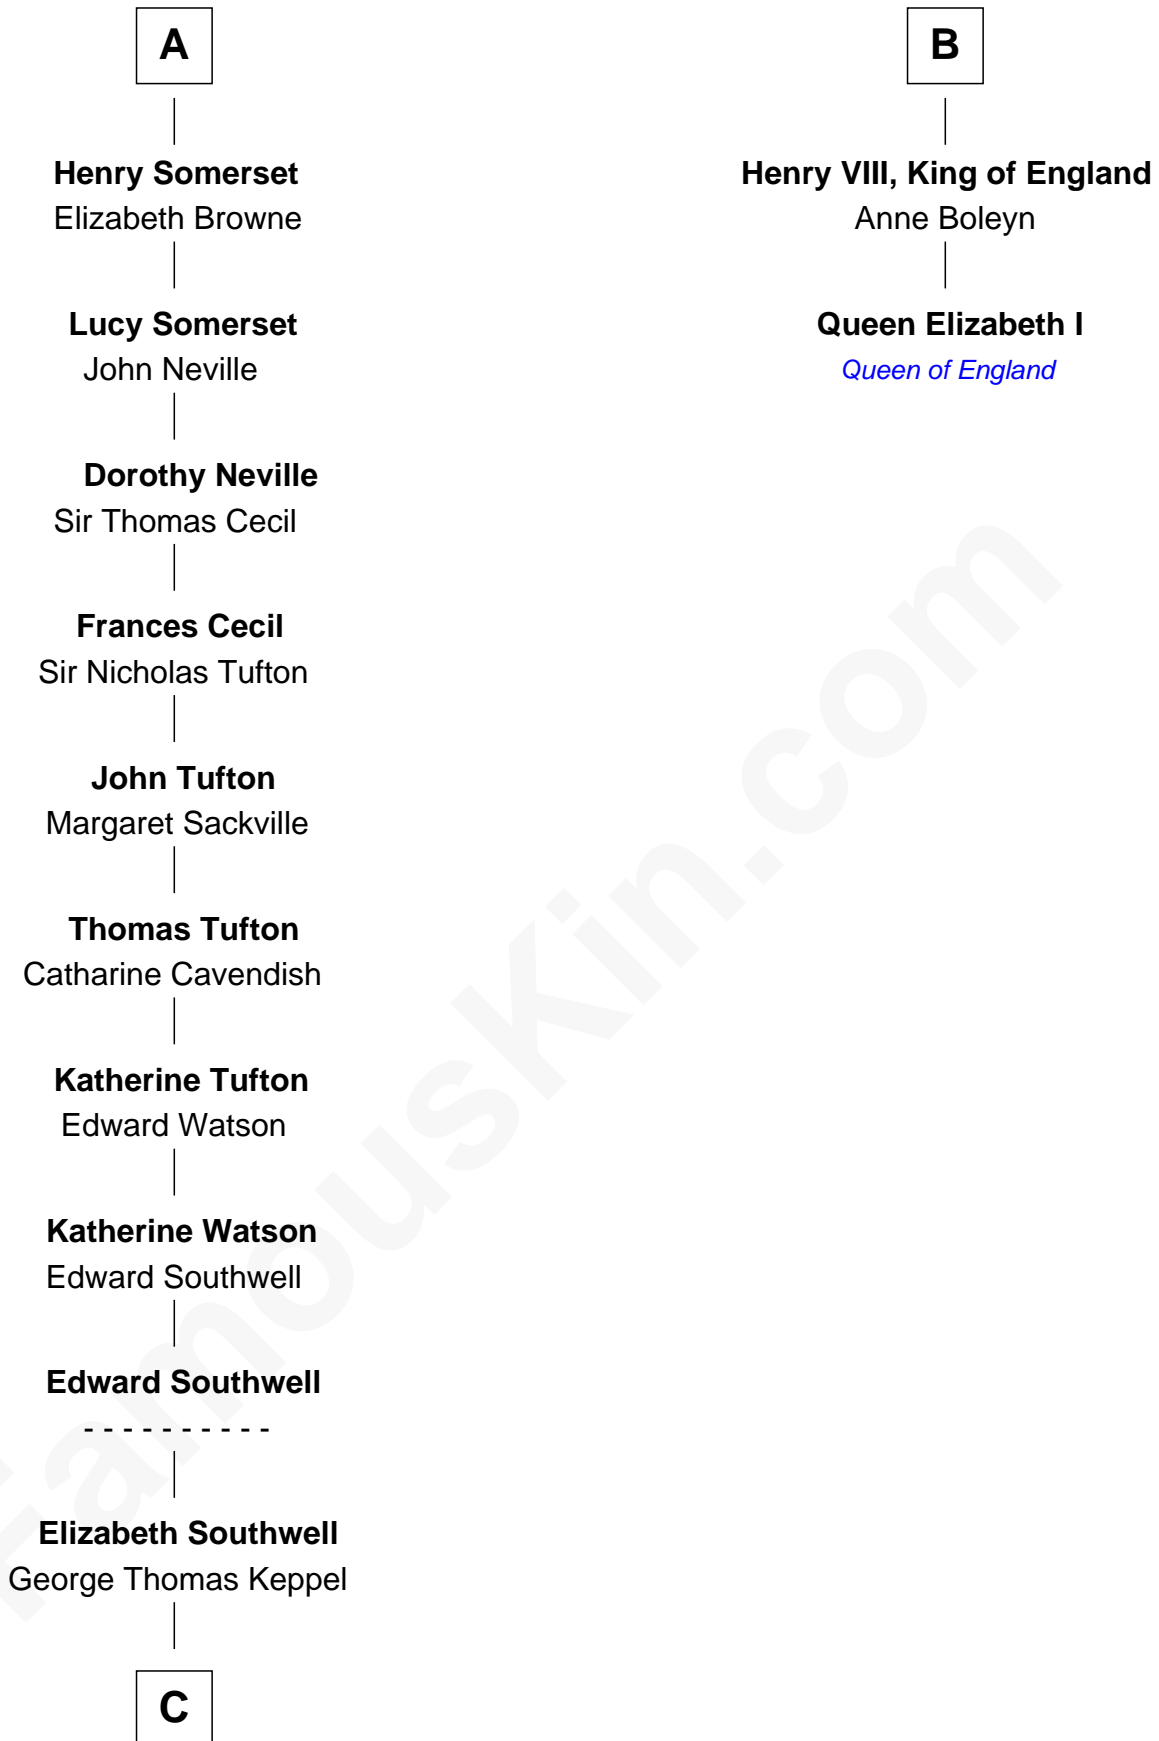 A
Henry Somerset
Elizabeth Browne
Lucy Somerset
John Neville
Dorothy Neville
Sir Thomas Cecil
Frances Cecil
Sir Nicholas Tufton
John Tufton
Margaret Sackville
Thomas Tufton
Catharine Cavendish
Katherine Tufton
Edward Watson
Katherine Watson
Edward Southwell
Edward Southwell
- - - - - - - - - -
Elizabeth Southwell
George Thomas Keppel
C
B
Henry VIII, King of England
Anne Boleyn
Queen Elizabeth I
Queen of England
FamousKin.com